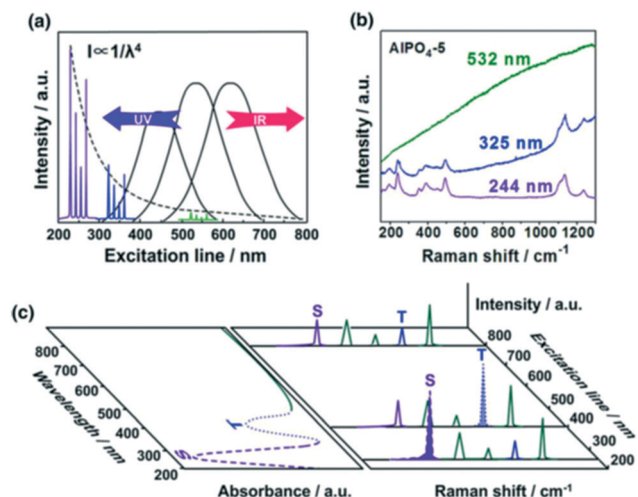 (a)
I∝1/λ⁴
UV
IR
Intensity / a.u.
200 300 400 500 600 700 800
Excitation line / nm
(b)
AlPO₄-5
532 nm
325 nm
244 nm
Intensity / a.u.
200 400 600 800 1000 1200
Raman shift / cm⁻¹
(c)
Wavelength / nm
800
700
600
500
400
300
200
T
S
Absorbance / a.u.
Intensity / a.u.
S
T
T
S
S
Excitation line / nm
800
700
600
500
400
300
200
Raman shift / cm⁻¹